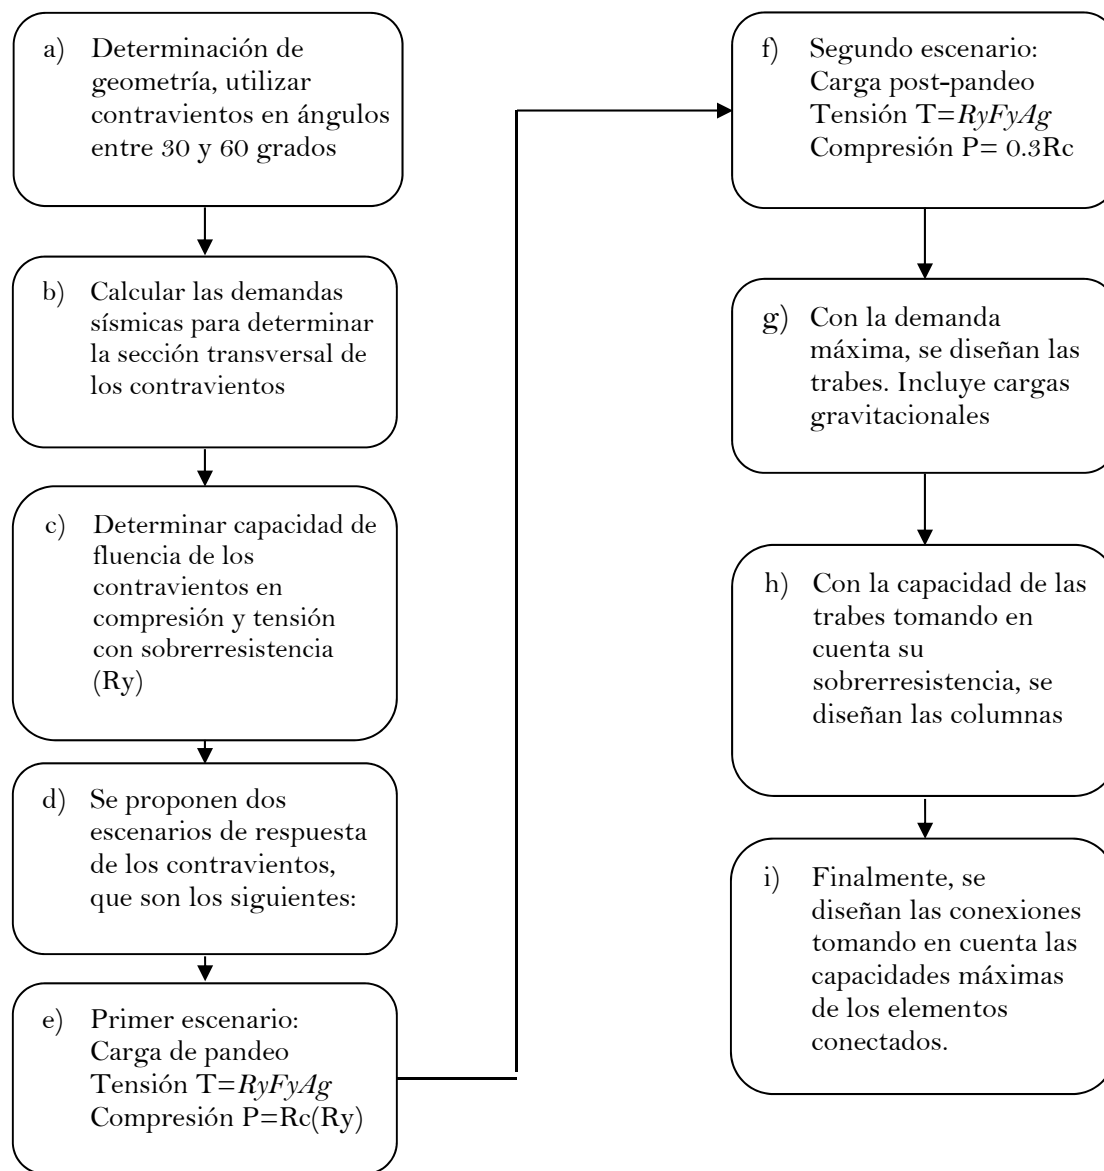 a) Determinación de
geometría, utilizar
contravientos en ángulos
entre 30 y 60 grados
b) Calcular las demandas
sísmicas para determinar
la sección transversal de
los contravientos
c) Determinar capacidad de
fluencia de los
contravientos en
compresión y tensión
con sobrerresistencia
(Ry)
d) Se proponen dos
escenarios de respuesta
de los contravientos,
que son los siguientes:
e) Primer escenario:
Carga de pandeo
Tensión T=RyFyAg
Compresión P=Rc(Ry)
f) Segundo escenario:
Carga post-pandeo
Tensión T=RyFyAg
Compresión P= 0.3Rc
g) Con la demanda
máxima, se diseñan las
trabes. Incluye cargas
gravitacionales
h) Con la capacidad de las
trabes tomando en
cuenta su
sobrerresistencia, se
diseñan las columnas
i) Finalmente, se
diseñan las conexiones
tomando en cuenta las
capacidades máximas
de los elementos
conectados.